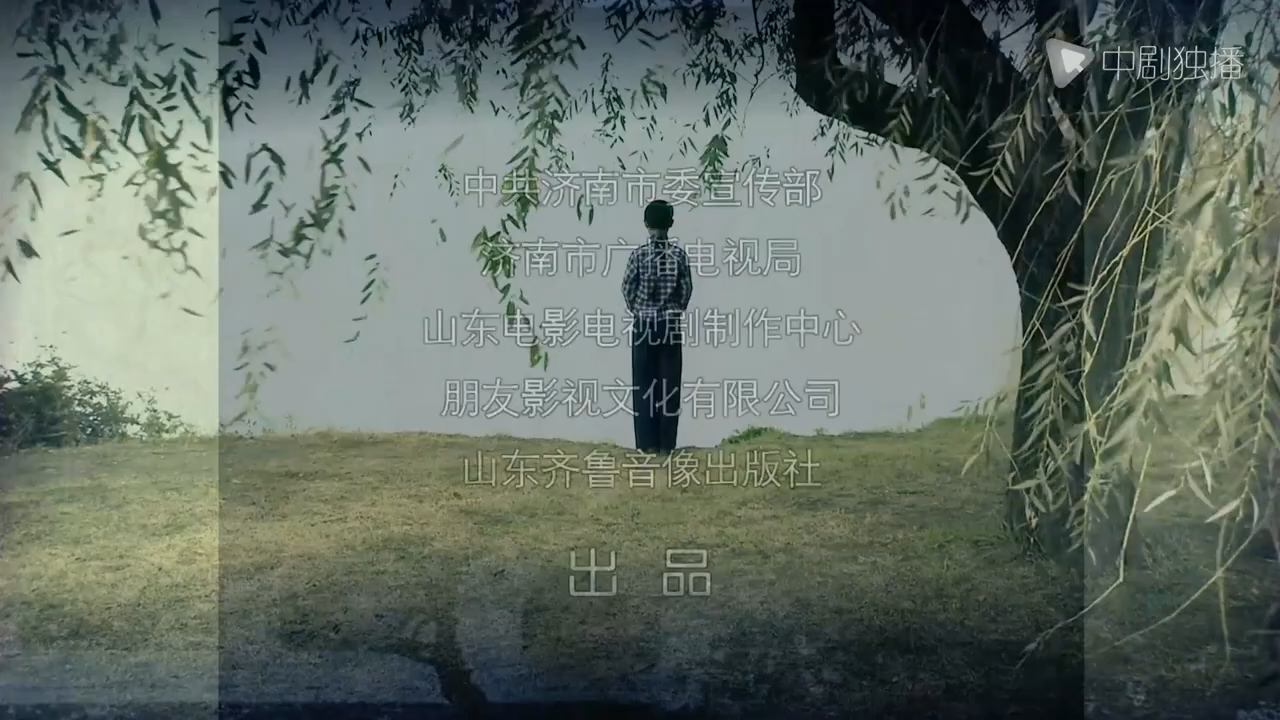 中剧独播
中共济南市委宣传部
济南市广播电视局
山东电影电视剧制作中心
朋友影视文化有限公司
山东齐鲁音像出版社
出品